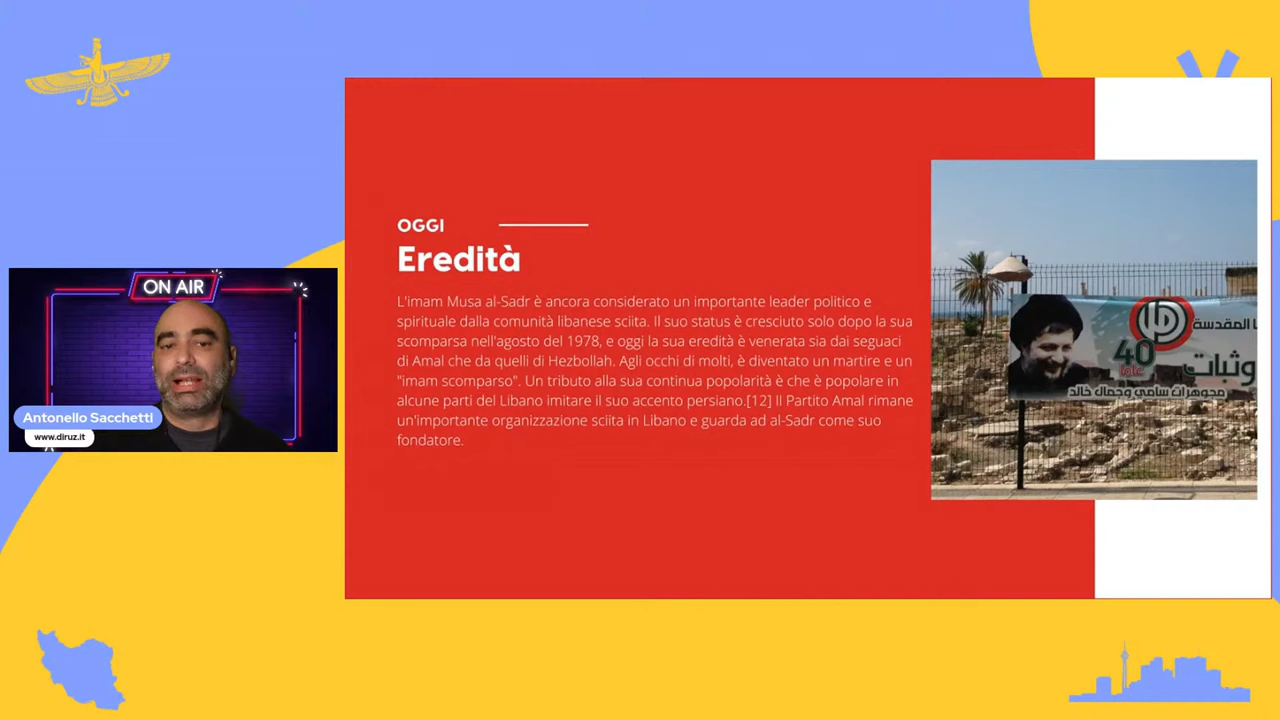 ON AIR
Antonello Sacchetti
www.diruz.it
OGGI
Eredità
L'imam Musa al-Sadr è ancora considerato un importante leader politico e
spirituale dalla comunità libanese sciita. Il suo status è cresciuto solo dopo la sua
scomparsa nell'agosto del 1978, e oggi la sua eredità è venerata sia dai seguaci
di Amal che da quelli di Hezbollah. Agli occhi di molti, è diventato un martire e un
"imam scomparso". Un tributo alla sua continua popolarità è che è popolare in
alcune parti del Libano imitare il suo accento persiano.[12] Il Partito Amal rimane
un'importante organizzazione sciita in Libano e guarda ad al-Sadr come suo
fondatore.
المقدسة
40
وثبات
مجوهرات سامي وجمال خالد